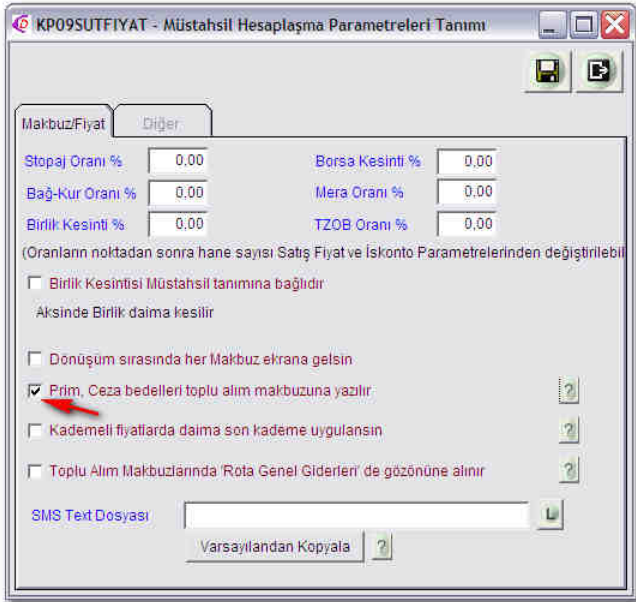 KP09SUTFIYAT - Müstahsil Hesaplaşma Parametreleri Tanımı
Makbuz/Fiyat Diğer
Stopaj Oranı % 0,00 Borsa Kesinti % 0,00
Bağ-Kur Oranı % 0,00 Mera Oranı % 0,00
Birlik Kesinti % 0,00 TZOB Oranı % 0,00
(Oranların noktadan sonra hane sayısı Satış Fiyat ve İskonto Parametrelerinden değiştirilebil
Birlik Kesintisi Müstahsil tanımına bağlıdır
Aksinde Birlik daima kesilir
Dönüşüm sırasında her Makbuz ekrana gelsin
Prim, Ceza bedelleri toplu alım makbuzuna yazılır ?
Kademeli fiyatlarda daima son kademe uygulansın ?
Toplu Alım Makbuzlarında 'Rota Genel Giderleri' de gözönüne alınır ?
SMS Text Dosyası L
Varsayılandan Kopyala ?